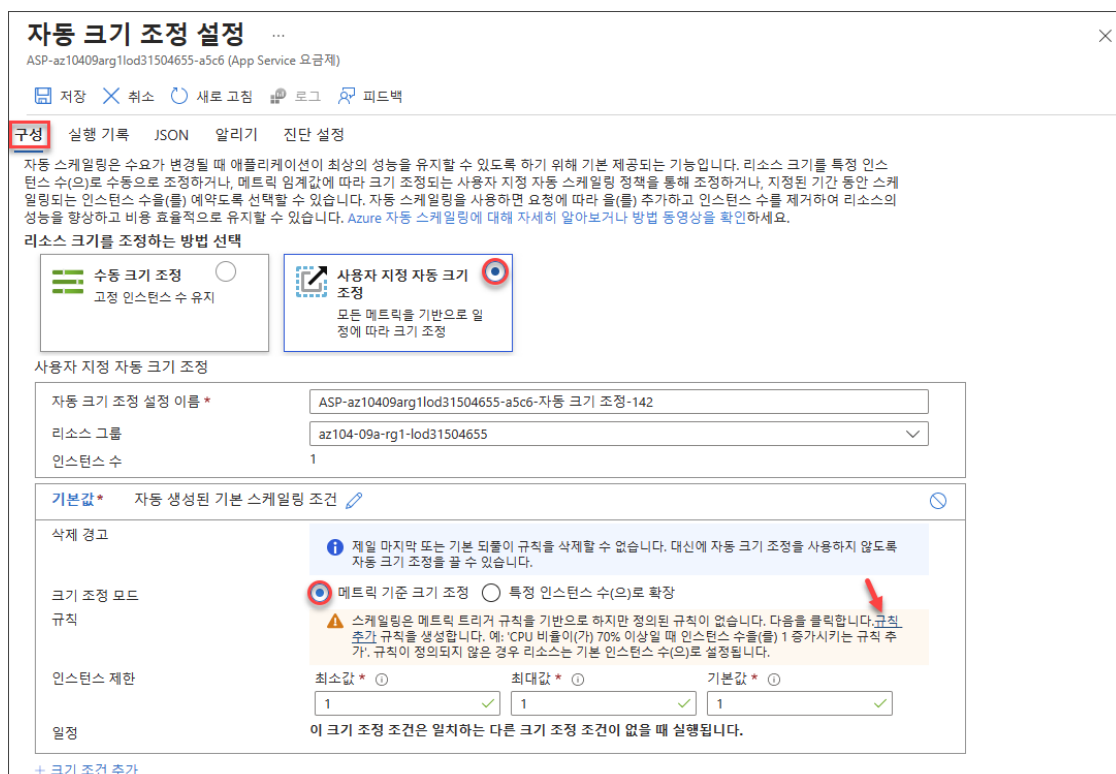 자동 크기 조정 설정 ...
ASP-az10409arg1lod31504655-a5c6 (App Service 요금제)
저장 취소 새로 고침 로그 피드백
구성 실행 기록 JSON 알리기 진단 설정
자동 스케일링은 수요가 변경될 때 애플리케이션이 최상의 성능을 유지할 수 있도록 하기 위해 기본 제공되는 기능입니다. 리소스 크기를 특정 인스
턴스 수(으)로 수동으로 조정하거나, 메트릭 임계값에 따라 크기 조정되는 사용자 지정 자동 스케일링 정책을 통해 조정하거나, 지정된 기간 동안 스케
일링되는 인스턴스 수을(를) 예약도록 선택할 수 있습니다. 자동 스케일링을 사용하면 요청에 따라 을(를) 추가하고 인스턴스 수를 제거하여 리소스의
성능을 향상하고 비용 효율적으로 유지할 수 있습니다. Azure 자동 스케일링에 대해 자세히 알아보거나 방법 동영상을 확인하세요.
리소스 크기를 조정하는 방법 선택
수동 크기 조정
고정 인스턴스 수 유지
사용자 지정 자동 크기
조정
모든 메트릭을 기반으로 일
정에 따라 크기 조정
사용자 지정 자동 크기 조정
자동 크기 조정 설정 이름 * ASP-az10409arg1lod31504655-a5c6-자동 크기 조정-142
리소스 그룹 az104-09a-rg1-lod31504655
인스턴스 수 1
기본값* 자동 생성된 기본 스케일링 조건
삭제 경고
제일 마지막 또는 기본 되풀이 규칙을 삭제할 수 없습니다. 대신에 자동 크기 조정을 사용하지 않도록
자동 크기 조정을 끌 수 있습니다.
크기 조정 모드 메트릭 기준 크기 조정 특정 인스턴스 수(으)로 확장
규칙
스케일링은 메트릭 트리거 규칙을 기반으로 하지만 정의된 규칙이 없습니다. 다음을 클릭합니다.규칙
추가 규칙을 생성합니다. 예: 'CPU 비율이(가) 70% 이상일 때 인스턴스 수을(를) 1 증가시키는 규칙 추
가'. 규칙이 정의되지 않은 경우 리소스는 기본 인스턴스 수(으)로 설정됩니다.
인스턴스 제한 최소값 * 최대값 * 기본값 *
1 1 1
일정 이 크기 조정 조건은 일치하는 다른 크기 조정 조건이 없을 때 실행됩니다.
+ 크기 조건 추가